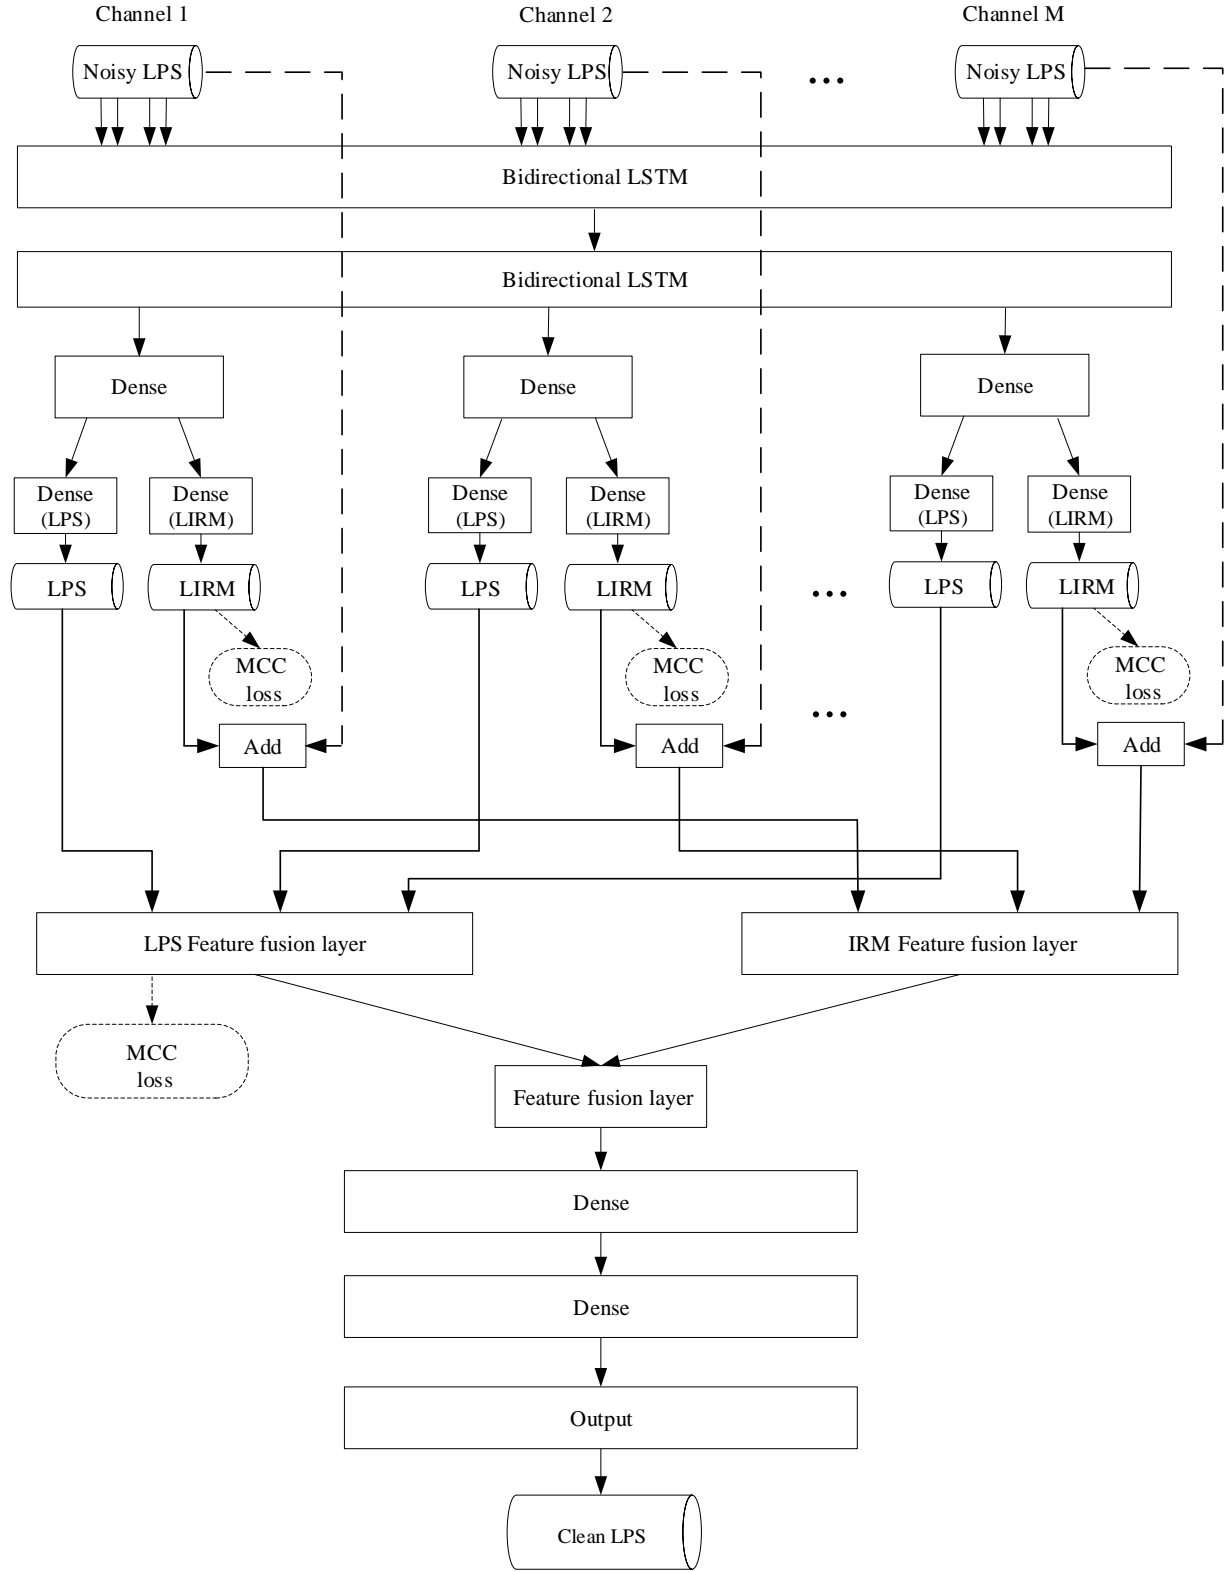 Channel 1
Channel 2
Channel M
Noisy LPS
Noisy LPS
...
Noisy LPS
Bidirectional LSTM
Bidirectional LSTM
Dense
Dense
Dense
Dense
(LPS)
Dense
(LIRM)
Dense
(LPS)
Dense
(LIRM)
Dense
(LPS)
Dense
(LIRM)
LPS
LIRM
LPS
LIRM
...
LPS
LIRM
MCC
loss
MCC
loss
...
MCC
loss
Add
Add
Add
LPS Feature fusion layer
IRM Feature fusion layer
MCC
loss
Feature fusion layer
Dense
Dense
Output
Clean LPS